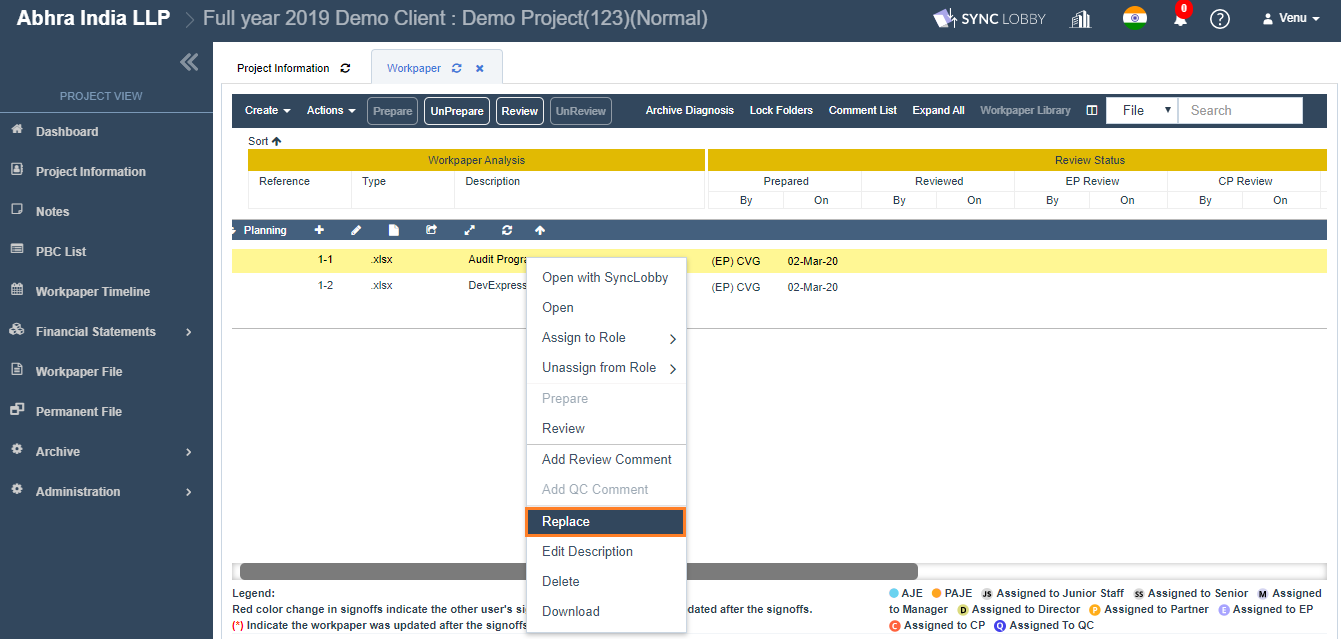 Abhra India LLP > Full year 2019 Demo Client : Demo Project(123)(Normal)
SYNC LOBBY 0 ? Venu
Project Information Workpaper
PROJECT VIEW
Dashboard
Project Information
Notes
PBC List
Workpaper Timeline
Financial Statements
Workpaper File
Permanent File
Archive
Administration
Create Actions Prepare UnPrepare Review UnReview Archive Diagnosis Lock Folders Comment List Expand All Workpaper Library File Search
Sort
Workpaper Analysis Review Status
Reference Type Description Prepared Reviewed EP Review CP Review
By On By On By On By On
Planning
1-1 .xlsx Audit Progra (EP) CVG 02-Mar-20
1-2 .xlsx DevExpress (EP) CVG 02-Mar-20
Open with SyncLobby
Open
Assign to Role
Unassign from Role
Prepare
Review
Add Review Comment
Add QC Comment
Replace
Edit Description
Delete
Download
Legend:
Red color change in signoffs indicate the other user's si dated after the signoffs.
(*) Indicate the workpaper was updated after the signoffs
AJE PAJE JS Assigned to Junior Staff SS Assigned to Senior M Assigned
to Manager D Assigned to Director P Assigned to Partner E Assigned to EP
C Assigned to CP Q Assigned To QC